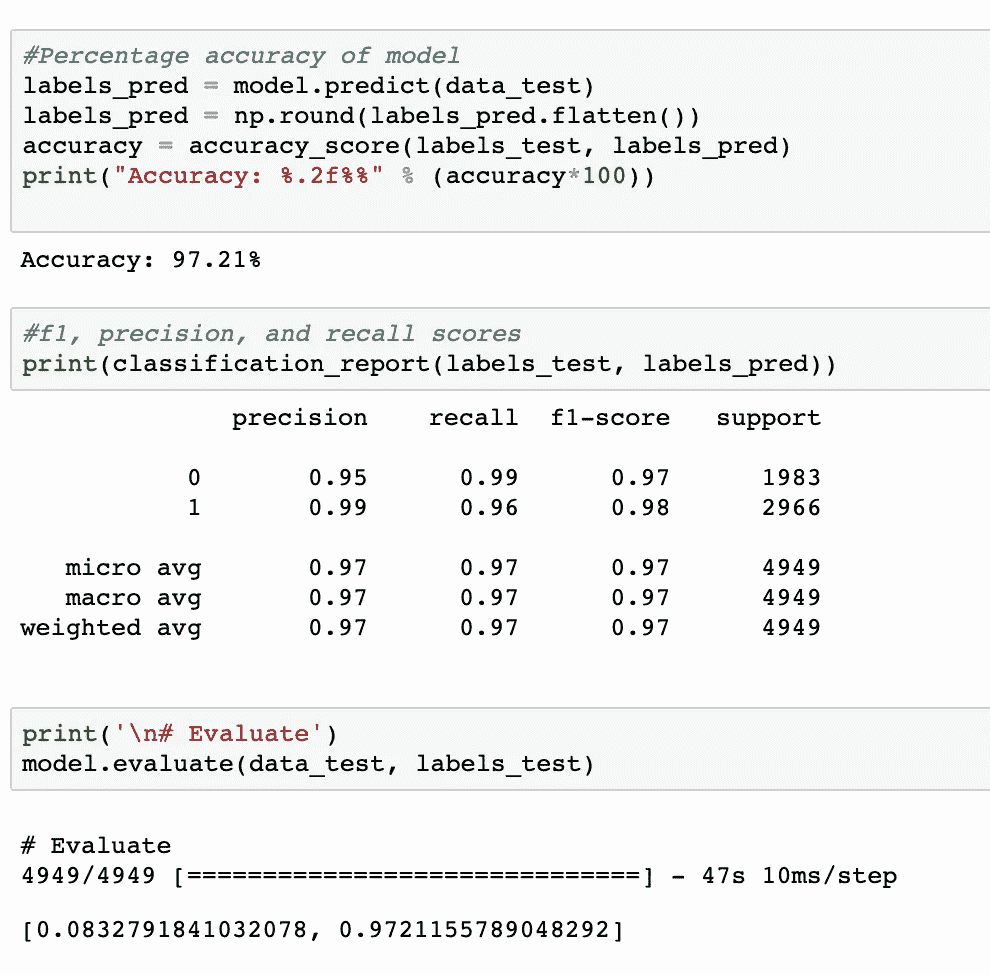 #Percentage accuracy of model
labels_pred = model.predict(data_test)
labels_pred = np.round(labels_pred.flatten())
accuracy = accuracy_score(labels_test, labels_pred)
print("Accuracy: %.2f%%" % (accuracy*100))
Accuracy: 97.21%
#f1, precision, and recall scores
print(classification_report(labels_test, labels_pred))
precision recall f1-score support
0 0.95 0.99 0.97 1983
1 0.99 0.96 0.98 2966
micro avg 0.97 0.97 0.97 4949
macro avg 0.97 0.97 0.97 4949
weighted avg 0.97 0.97 0.97 4949
print('\n# Evaluate')
model.evaluate(data_test, labels_test)
# Evaluate
4949/4949 [==============================] - 47s 10ms/step
[0.0832791841032078, 0.9721155789048292]